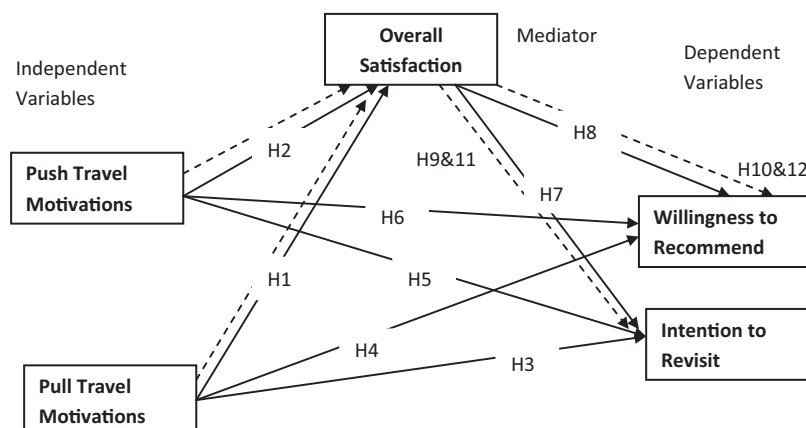 Overall
Satisfaction
Mediator
Dependent
Variables
Independent
Variables
H2
H8
H9&11
H10&12
Push Travel
Motivations
H7
H6
Willingness to
Recommend
H1
H5
Intention to
Revisit
H4
H3
Pull Travel
Motivations